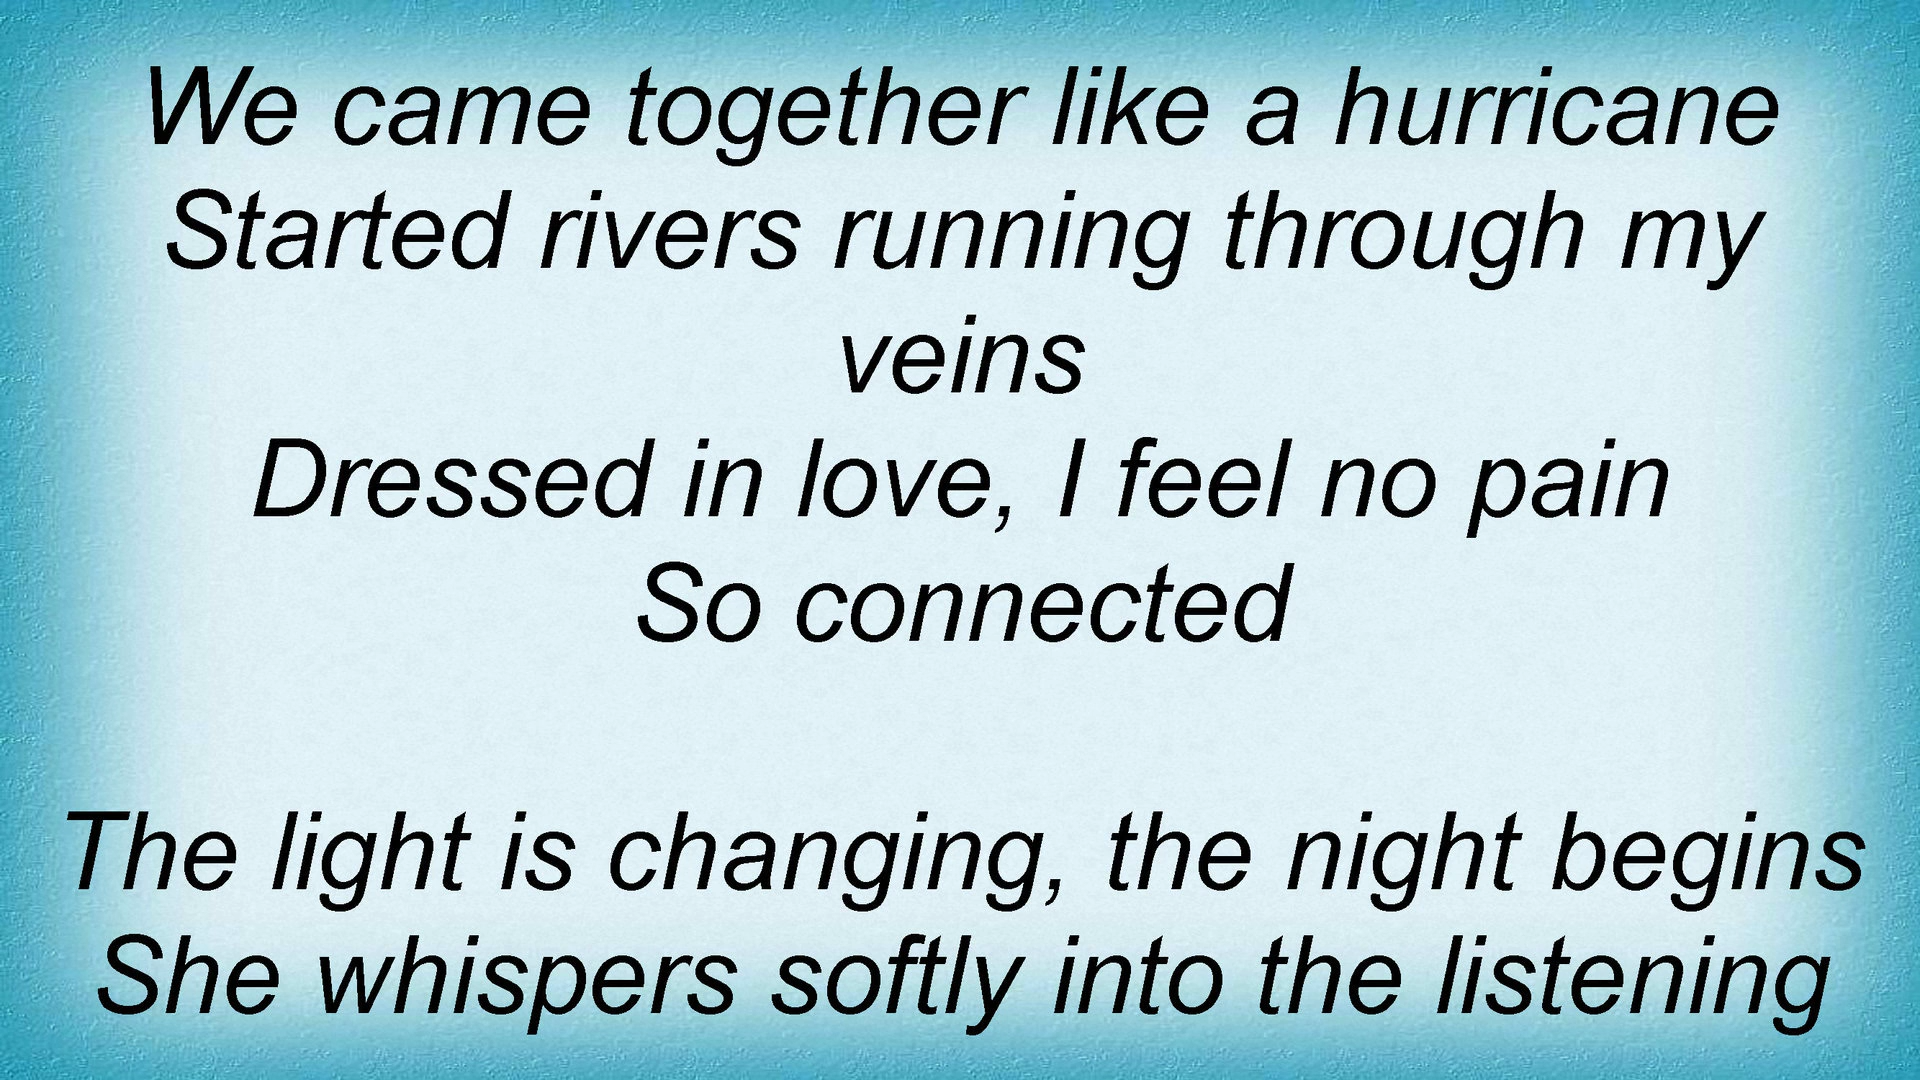 We came together like a hurricane
Started rivers running through my
veins
Dressed in love, I feel no pain
So connected
The light is changing, the night begins
She whispers softly into the listening